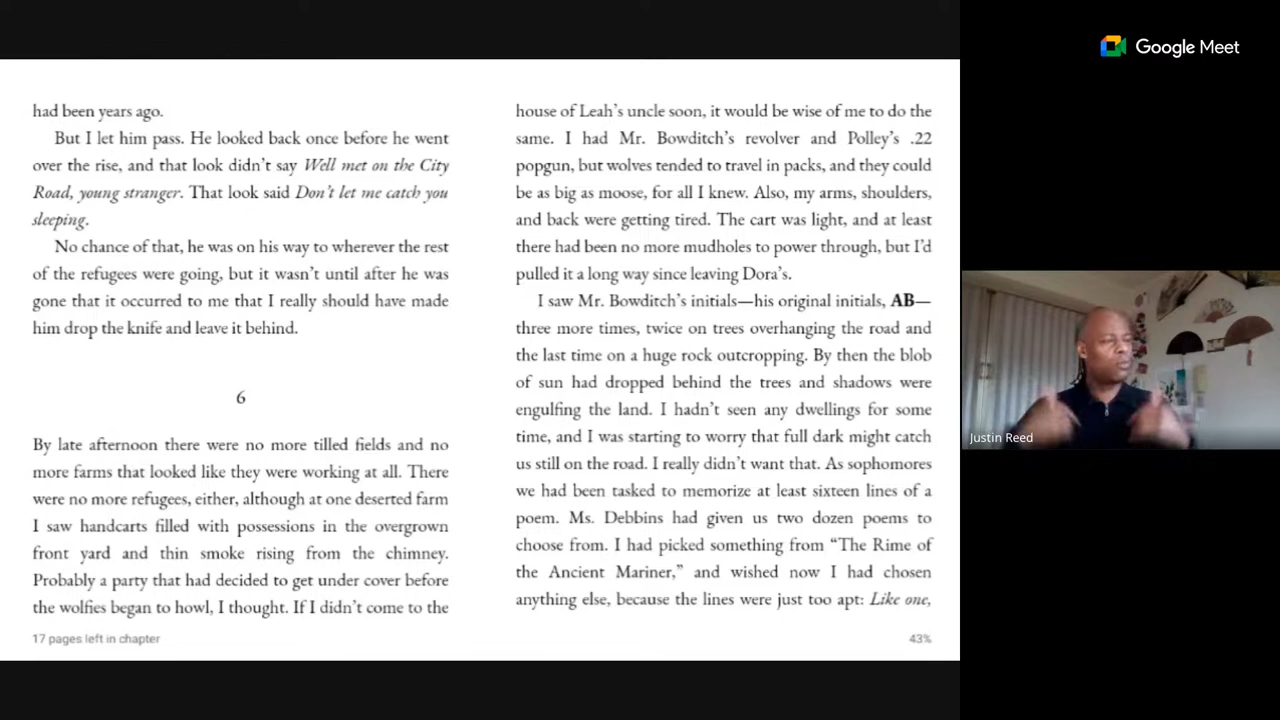 had been years ago.
But I let him pass. He looked back once before he went
over the rise, and that look didn't say Well met on the City
Road, young stranger. That look said Don't let me catch you
sleeping.
No chance of that, he was on his way to wherever the rest
of the refugees were going, but it wasn't until after he was
gone that it occurred to me that I really should have made
him drop the knife and leave it behind.
6
By late afternoon there were no more tilled fields and no
more farms that looked like they were working at all. There
were no more refugees, either, although at one deserted farm
I saw handcarts filled with possessions in the overgrown
front yard and thin smoke rising from the chimney.
Probably a party that had decided to get under cover before
the wolfies began to howl, I thought. If I didn't come to the
17 pages left in chapter
house of Leah's uncle soon, it would be wise of me to do the
same. I had Mr. Bowditch's revolver and Polley's .22
popgun, but wolves tended to travel in packs, and they could
be as big as moose, for all I knew. Also, my arms, shoulders,
and back were getting tired. The cart was light, and at least
there had been no more mudholes to power through, but I'd
pulled it a long way since leaving Dora's.
I saw Mr. Bowditch's initials—his original initials, AB—
three more times, twice on trees overhanging the road and
the last time on a huge rock outcropping. By then the blob
of sun had dropped behind the trees and shadows were
engulfing the land. I hadn't seen any dwellings for some
time, and I was starting to worry that full dark might catch
us still on the road. I really didn't want that. As sophomores
we had been tasked to memorize at least sixteen lines of a
poem. Ms. Debbins had given us two dozen poems to
choose from. I had picked something from “The Rime of
the Ancient Mariner,” and wished now I had chosen
anything else, because the lines were just too apt: Like one,
43%
Google Meet
Justin Reed